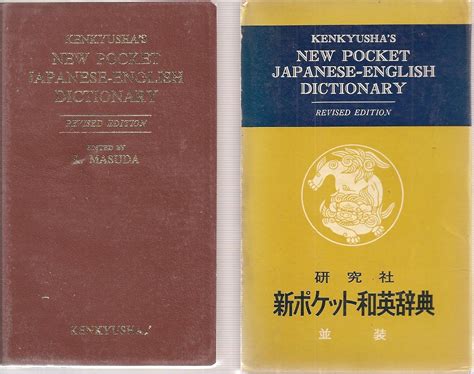 KENKYUSHA'S
NEW POCKET
JAPANESE-ENGLISH
DICTIONARY
REVISED EDITION
EDITED BY
MASUDA
KENKYUSHA
KENKYUSHA'S
NEW POCKET
JAPANESE-ENGLISH
DICTIONARY
REVISED EDITION
研究社
新ポケット和英辞典
並装